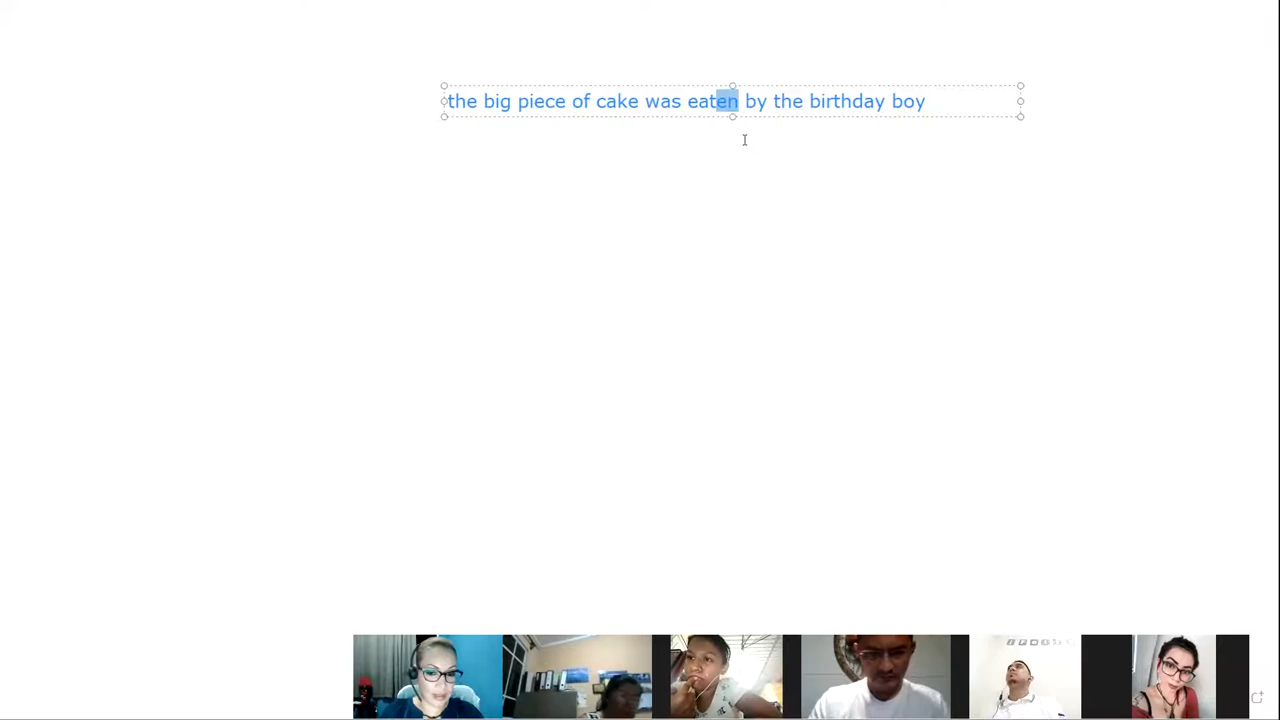 the big piece of cake was eaten by the birthday boy